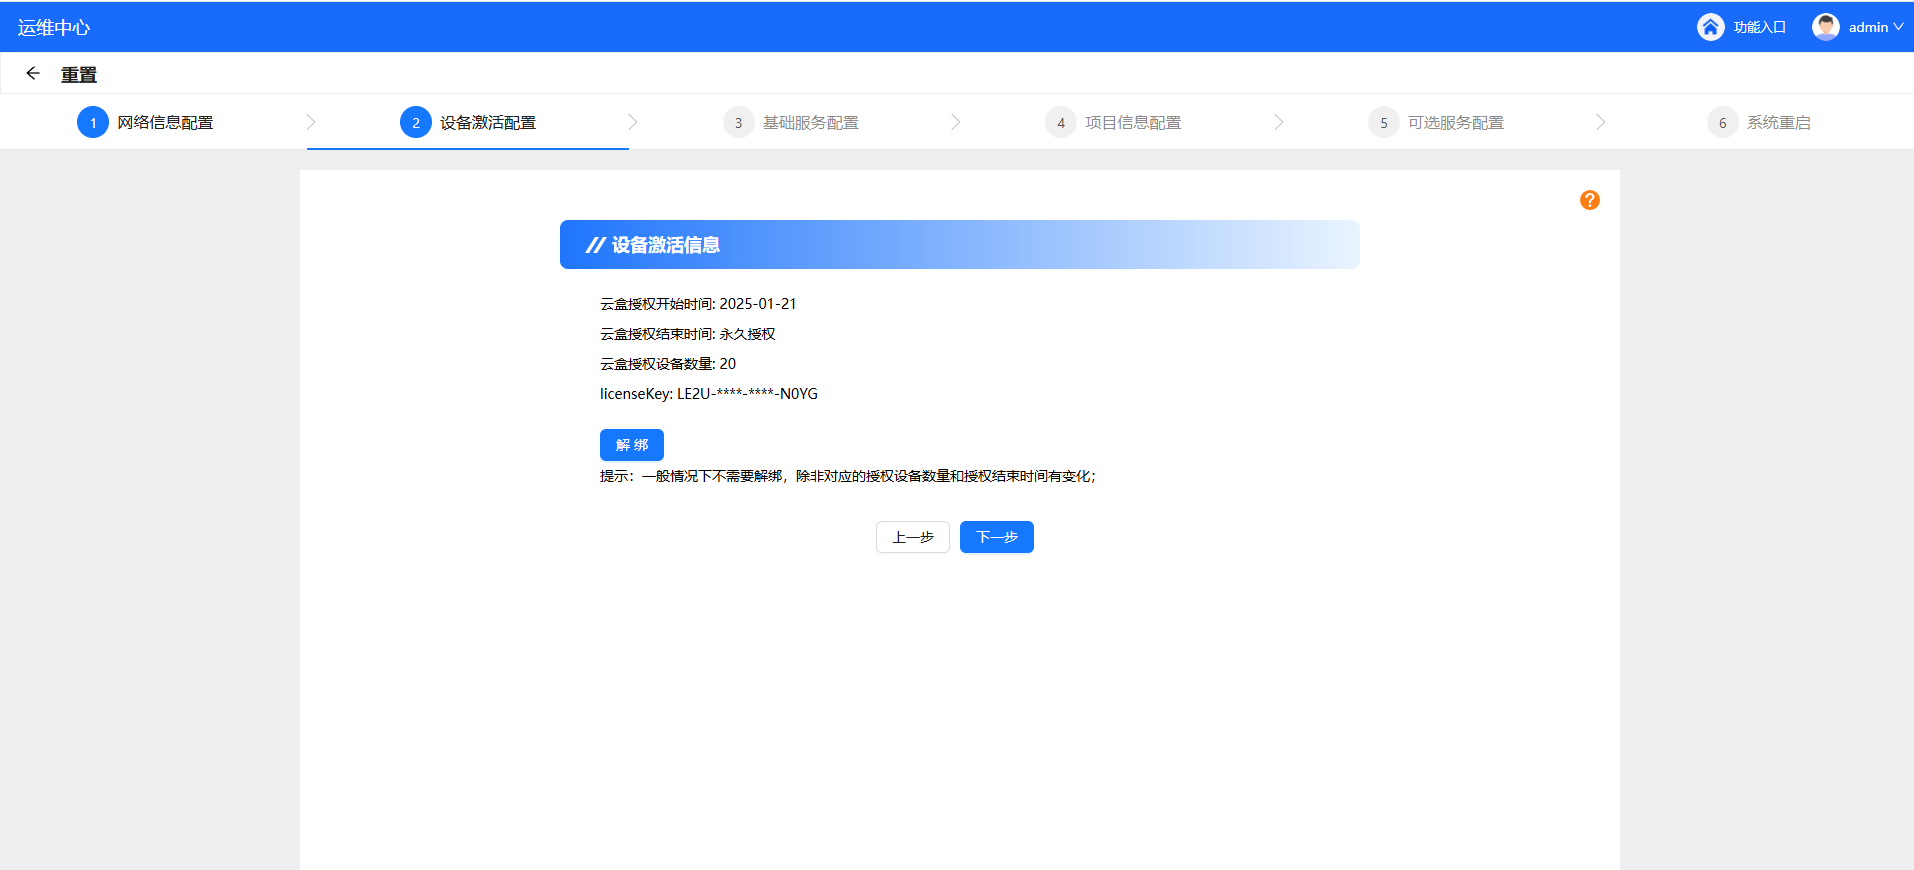 运维中心
功能入口
admin
重置
1 网络信息配置
2 设备激活配置
3 基础服务配置
4 项目信息配置
5 可选服务配置
6 系统重启
?
// 设备激活信息
云盒授权开始时间: 2025-01-21
云盒授权结束时间: 永久授权
云盒授权设备数量: 20
licenseKey: LE2U-****-****-N0YG
解 绑
提示：一般情况下不需要解绑，除非对应的授权设备数量和授权结束时间有变化；
上一步
下一步